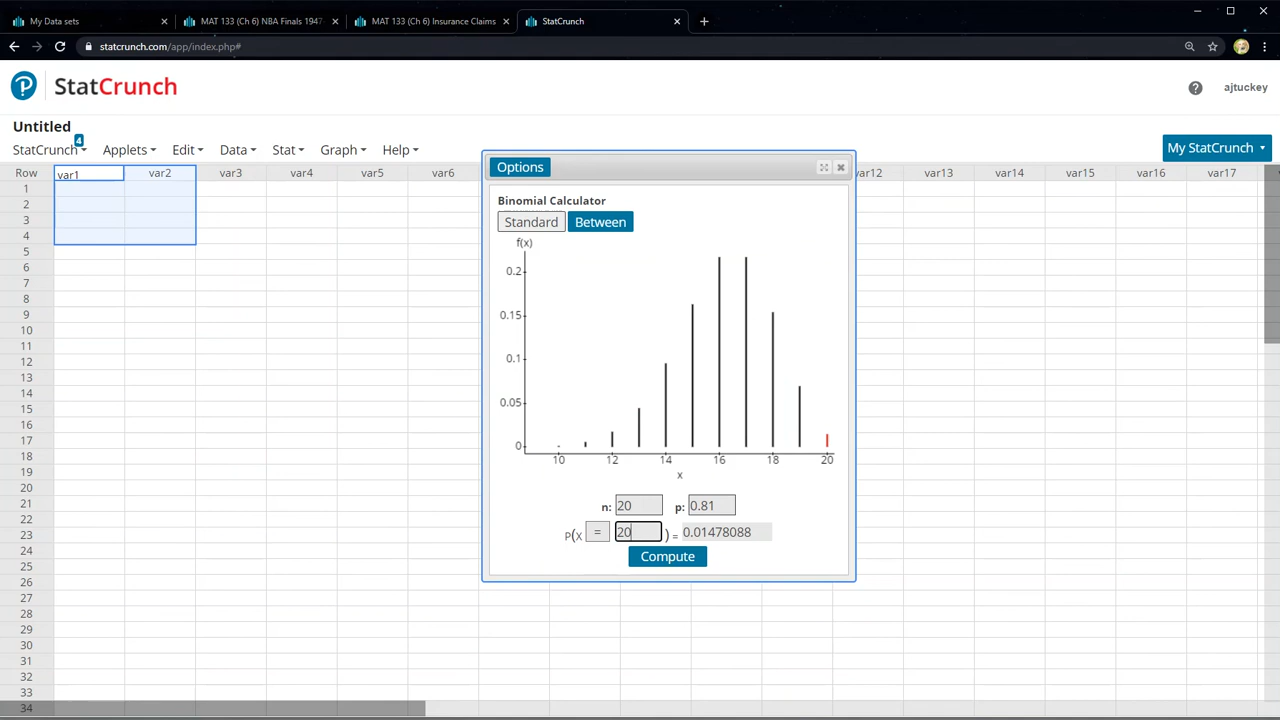 My Data sets
MAT 133 (Ch 6) NBA Finals 1947
MAT 133 (Ch 6) Insurance Claims
StatCrunch
statcrunch.com/app/index.php#
P StatCrunch
ajtuckey
Untitled
4
StatCrunch Applets Edit Data Stat Graph Help
My StatCrunch
Row var1 var2 var3 var4 var5 var6 var12 var13 var14 var15 var16 var17
1
2
3
4
5
6
7
8
9
10
11
12
13
14
15
16
17
18
19
20
21
22
23
24
25
26
27
28
29
30
31
32
33
34
Options
Binomial Calculator
Standard Between
f(x)
0.2
0.15
0.1
0.05
0
10 12 14 16 18 20
x
n: 20 p: 0.81
P(X = 20 ) = 0.01478088
Compute